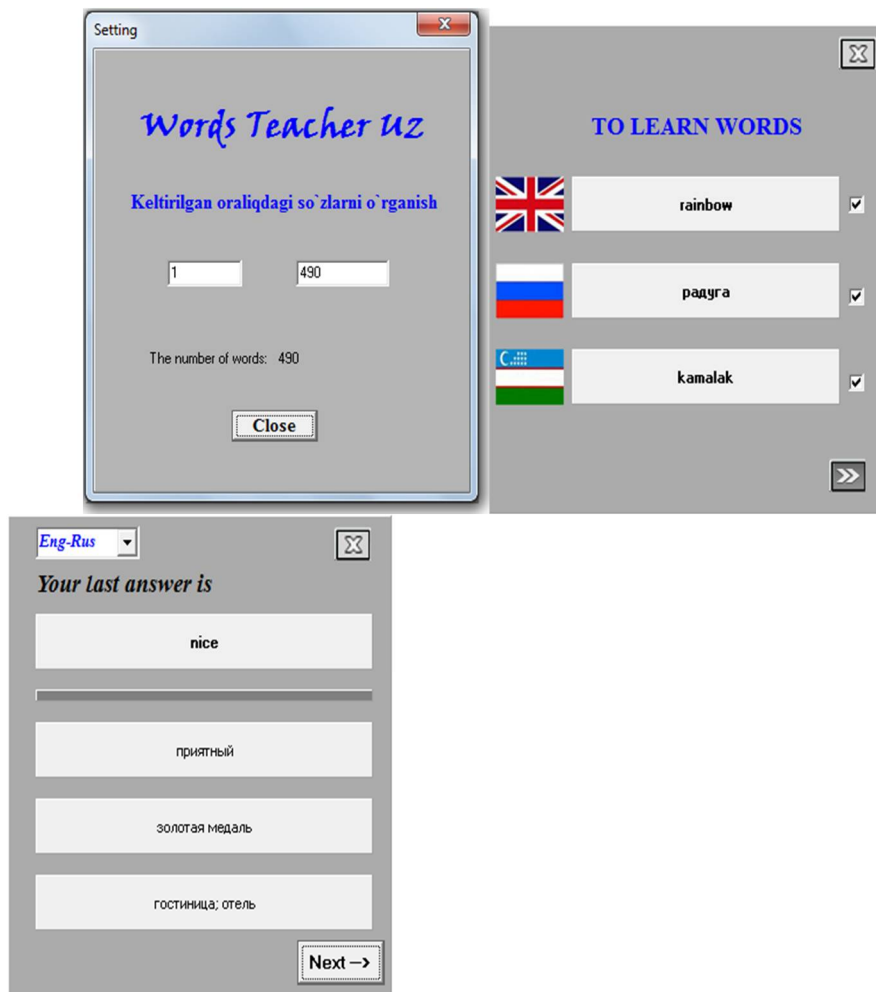 Setting
Words Teacher Uz
Keltirilgan oraliqdagi so`zlarni o`rganish
1 490
The number of words: 490
Close
TO LEARN WORDS
rainbow
радуга
kamalak
Eng-Rus
Your last answer is
nice
приятный
золотая медаль
гостиница; отель
Next -->